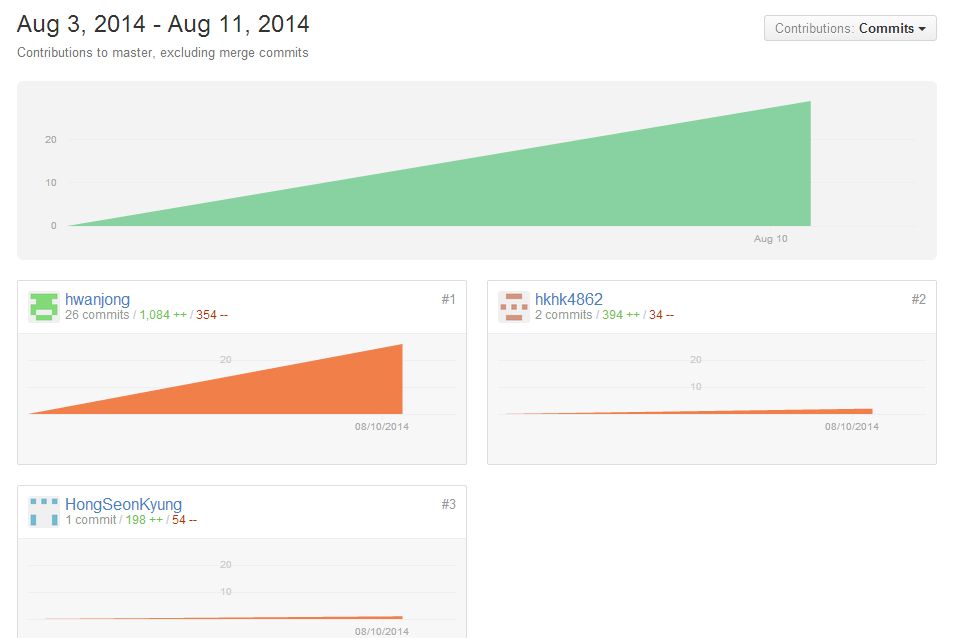 Aug 3, 2014 - Aug 11, 2014
Contributions: Commits
Contributions to master, excluding merge commits
20
10
0
Aug 10
hwanjong
#1
26 commits / 1,084 ++ / 354 --
20
08/10/2014
hkhk4862
#2
2 commits / 394 ++ / 34 --
20
10
08/10/2014
HongSeonKyung
#3
1 commit / 198 ++ / 54 --
20
10
08/10/2014